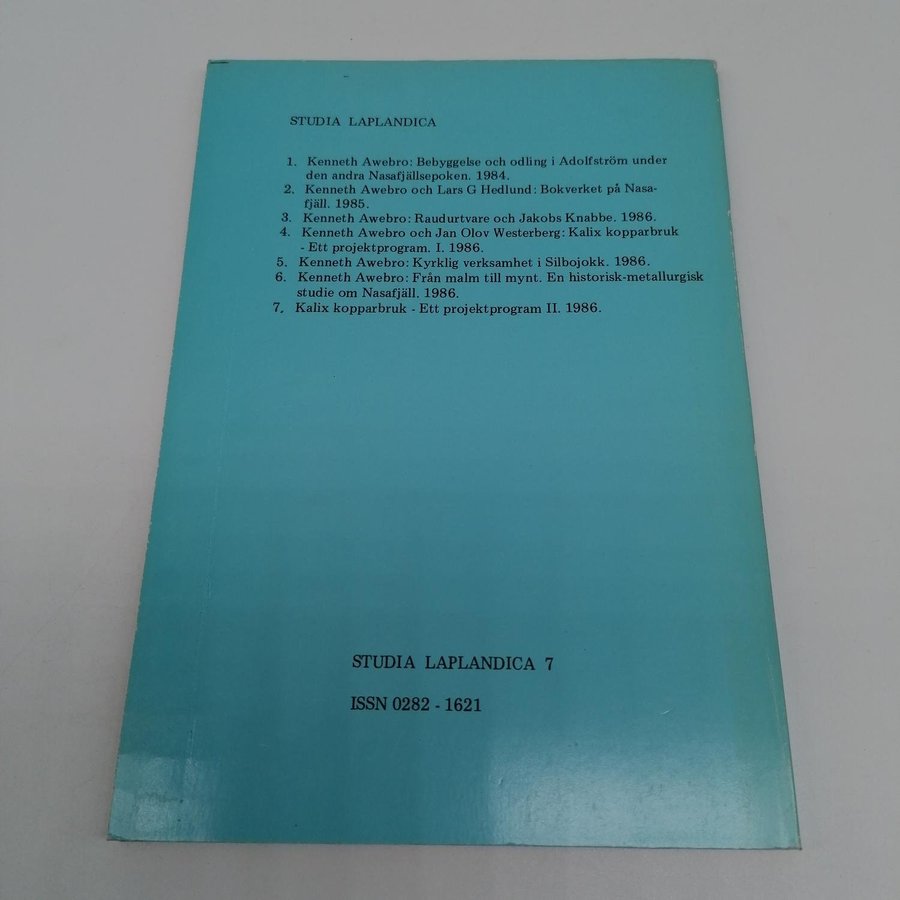 STUDIA LAPLANDICA
1. Kenneth Awebro: Bebyggelse och odling i Adolfström under
den andra Nasafjällsepoken. 1984.
2. Kenneth Awebro och Lars G Hedlund: Bokverket på Nasa-
fjäll. 1985.
3. Kenneth Awebro: Raudurtvare och Jakobs Knabbe. 1986.
4. Kenneth Awebro och Jan Olov Westerberg: Kalix kopparbruk
- Ett projektprogram. I. 1986.
5. Kenneth Awebro: Kyrklig verksamhet i Silbojokk. 1986.
6. Kenneth Awebro: Från malm till mynt. En historisk-metallurgisk
studie om Nasafjäll. 1986.
7. Kalix kopparbruk - Ett projektprogram II. 1986.
STUDIA LAPLANDICA 7
ISSN 0282 - 1621